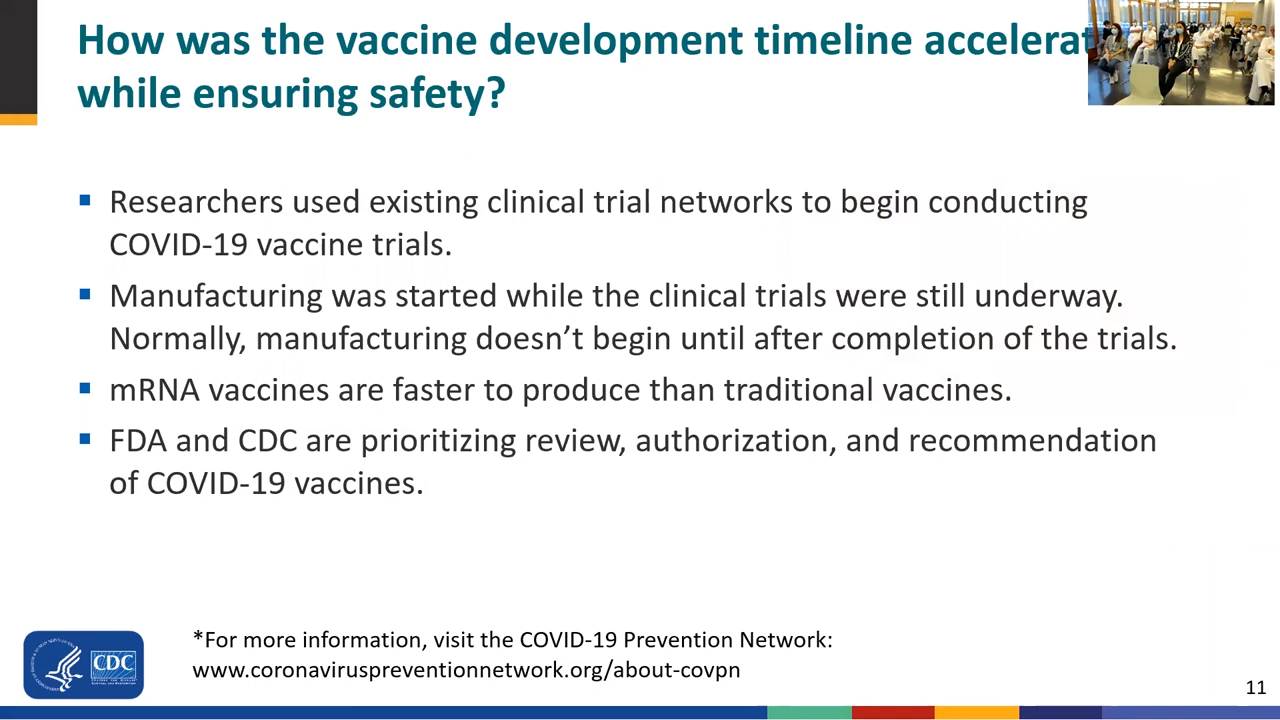 How was the vaccine development timeline accelerat
while ensuring safety?
▪ Researchers used existing clinical trial networks to begin conducting
COVID-19 vaccine trials.
▪ Manufacturing was started while the clinical trials were still underway.
Normally, manufacturing doesn’t begin until after completion of the trials.
▪ mRNA vaccines are faster to produce than traditional vaccines.
▪ FDA and CDC are prioritizing review, authorization, and recommendation
of COVID-19 vaccines.
*For more information, visit the COVID-19 Prevention Network:
www.coronaviruspreventionnetwork.org/about-covpn
CDC
11